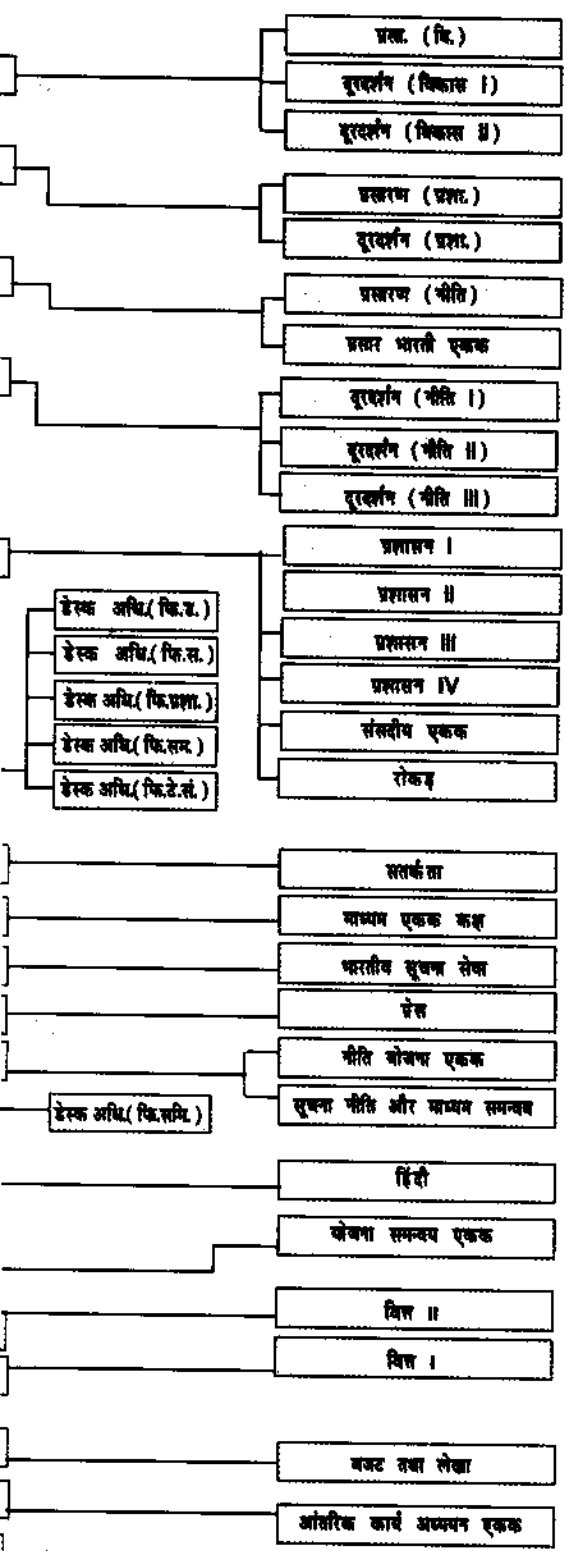 प्रसा. (वि.)
दूरदर्शन (विकास I)
दूरदर्शन (विकास II)
प्रसारण (प्रशा.)
दूरदर्शन (प्रशा.)
प्रसारण (नीति)
प्रसार भारती एकक
दूरदर्शन (नीति I)
दूरदर्शन (नीति II)
दूरदर्शन (नीति III)
प्रशासन I
प्रशासन II
प्रशासन III
प्रशासन IV
संसदीय एकक
रोकड़
डेस्क अधि.(फि.उ.)
डेस्क अधि.(फि.स.)
डेस्क अधि.(फि.प्रशा.)
डेस्क अधि.(फि.सम.)
डेस्क अधि.(फि.टे.सं.)
सतर्कता
माध्यम एकक कक्ष
भारतीय सूचना सेवा
प्रेस
नीति योजना एकक
सूचना नीति और माध्यम समन्वय
डेस्क अधि.(फि.समि.)
हिंदी
योजना समन्वय एकक
वित्त II
वित्त I
बजट तथा लेखा
आंतरिक कार्य अध्ययन एकक